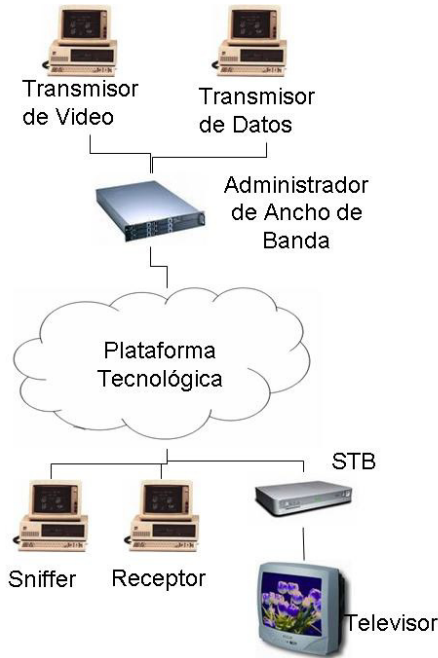 Transmisor
de Video
Transmisor
de Datos
Administrador
de Ancho de
Banda
Plataforma
Tecnológica
STB
Sniffer
Receptor
Televisor